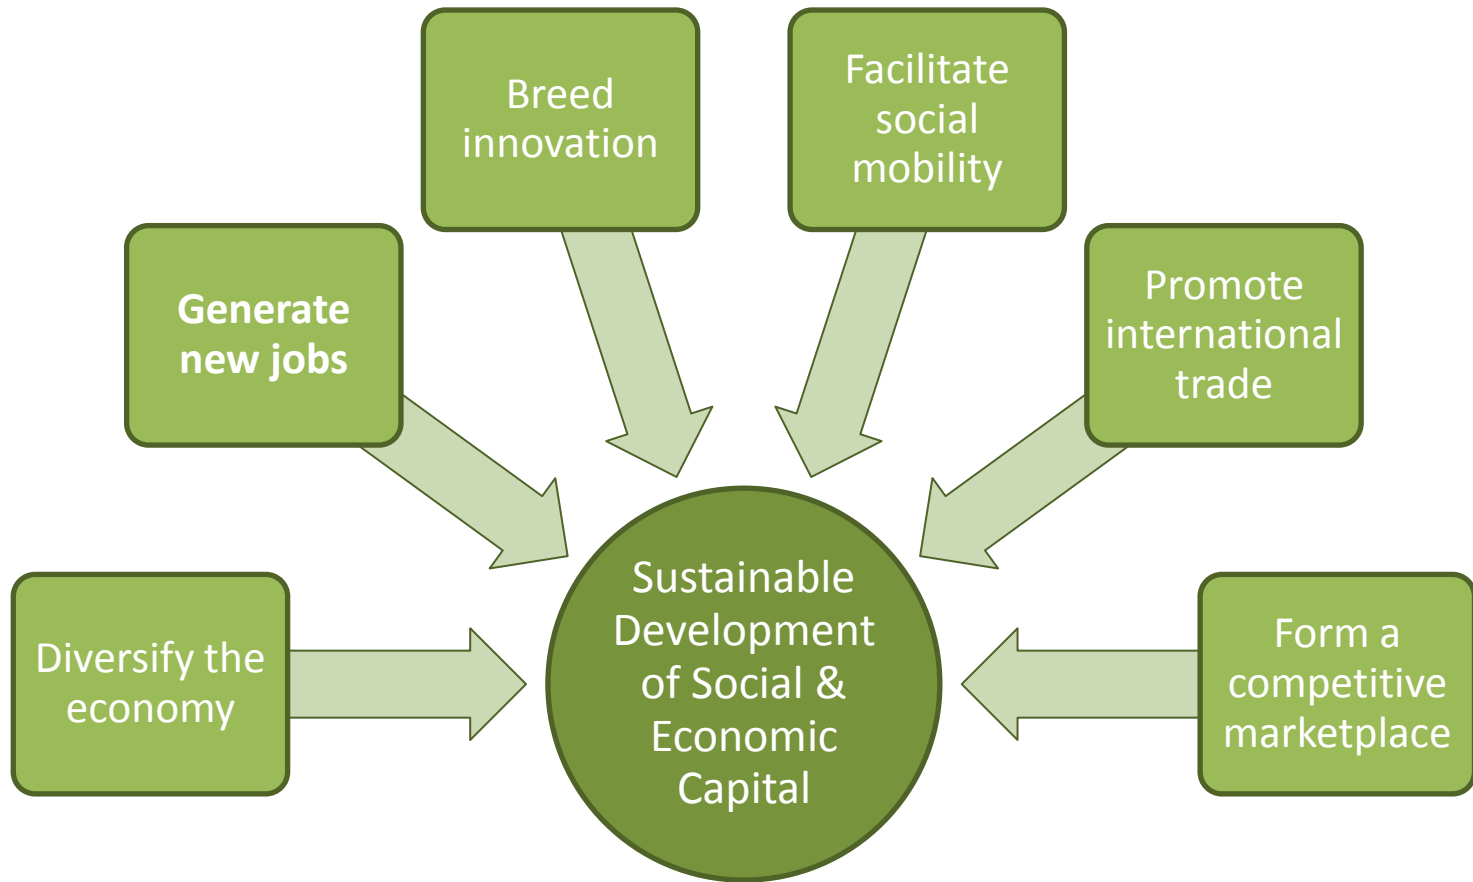 Diversify the
economy
Generate
new jobs
Breed
innovation
Facilitate
social
mobility
Promote
international
trade
Form a
competitive
marketplace
Sustainable
Development
of Social &
Economic
Capital